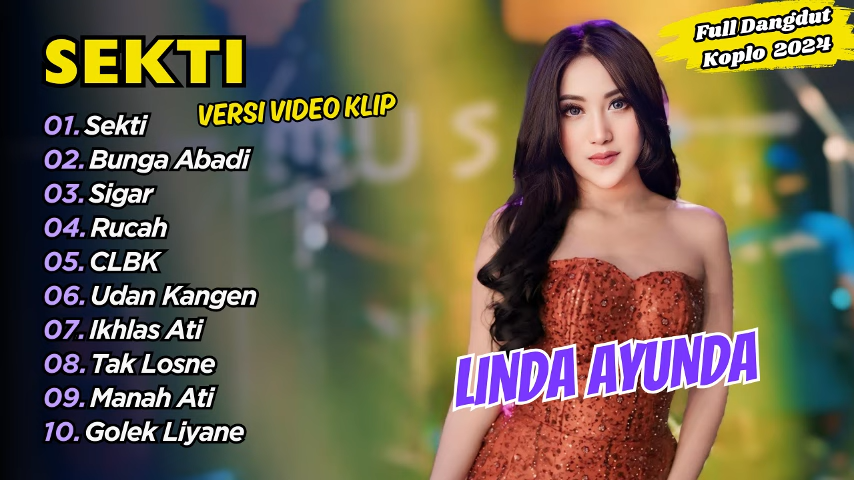 SEKTI
VERSI VIDEO KLIP
01. Sekti
02. Bunga Abadi
03. Sigar
04. Rucah
05. CLBK
06. Udan Kangen
07. Ikhlas Ati
08. Tak Losne
09. Manah Ati
10. Golek Liyane
Full Dangdut
Koplo 2024
USI
LINDA AYUNDA